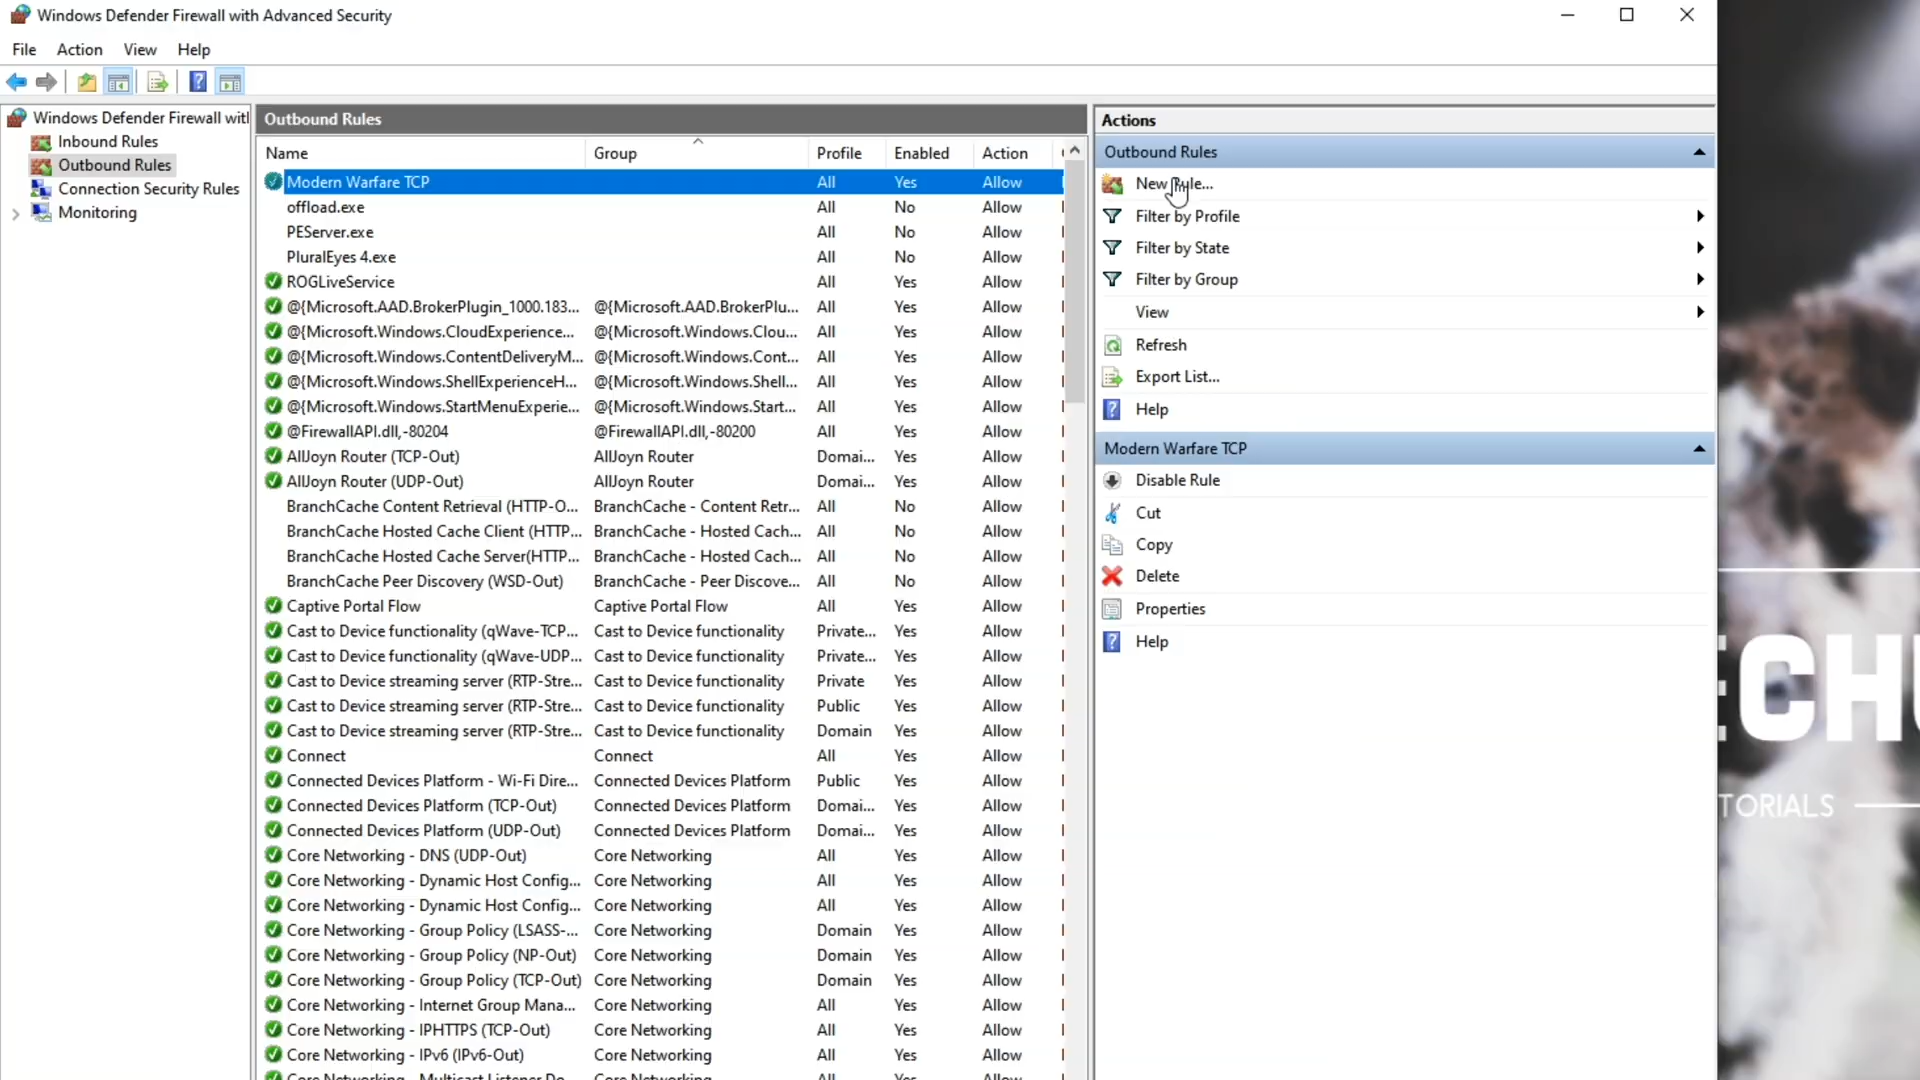 Windows Defender Firewall with Advanced Security
File Action View Help
Windows Defender Firewall wit
Inbound Rules
Outbound Rules
Connection Security Rules
Monitoring
Outbound Rules
Name Group Profile Enabled Action
Modern Warfare TCP All Yes Allow
offload.exe All No Allow
PEServer.exe All No Allow
PluralEyes 4.exe All No Allow
ROGLiveService All Yes Allow
@{Microsoft.AAD.BrokerPlugin_1000.183... @{Microsoft.AAD.BrokerPlu... All Yes Allow
@{Microsoft.Windows.CloudExperience... @{Microsoft.Windows.Clou... All Yes Allow
@{Microsoft.Windows.ContentDeliveryM... @{Microsoft.Windows.Cont... All Yes Allow
@{Microsoft.Windows.ShellExperienceH... @{Microsoft.Windows.Shell... All Yes Allow
@{Microsoft.Windows.StartMenuExperie... @{Microsoft.Windows.Start... All Yes Allow
@FirewallAPI.dll,-80204 @FirewallAPI.dll,-80200 All Yes Allow
AllJoyn Router (TCP-Out) AllJoyn Router Domai... Yes Allow
AllJoyn Router (UDP-Out) AllJoyn Router Domai... Yes Allow
BranchCache Content Retrieval (HTTP-O... BranchCache - Content Retr... All No Allow
BranchCache Hosted Cache Client (HTTP... BranchCache - Hosted Cach... All No Allow
BranchCache Hosted Cache Server(HTTP... BranchCache - Hosted Cach... All No Allow
BranchCache Peer Discovery (WSD-Out) BranchCache - Peer Discove... All No Allow
Captive Portal Flow Captive Portal Flow All Yes Allow
Cast to Device functionality (qWave-TCP... Cast to Device functionality Private... Yes Allow
Cast to Device functionality (qWave-UDP... Cast to Device functionality Private... Yes Allow
Cast to Device streaming server (RTP-Stre... Cast to Device functionality Private Yes Allow
Cast to Device streaming server (RTP-Stre... Cast to Device functionality Public Yes Allow
Cast to Device streaming server (RTP-Stre... Cast to Device functionality Domain Yes Allow
Connect Connect All Yes Allow
Connected Devices Platform - Wi-Fi Dire... Connected Devices Platform Public Yes Allow
Connected Devices Platform (TCP-Out) Connected Devices Platform Domai... Yes Allow
Connected Devices Platform (UDP-Out) Connected Devices Platform Domai... Yes Allow
Core Networking - DNS (UDP-Out) Core Networking All Yes Allow
Core Networking - Dynamic Host Config... Core Networking All Yes Allow
Core Networking - Dynamic Host Config... Core Networking All Yes Allow
Core Networking - Group Policy (LSASS-... Core Networking Domain Yes Allow
Core Networking - Group Policy (NP-Out) Core Networking Domain Yes Allow
Core Networking - Group Policy (TCP-Out) Core Networking Domain Yes Allow
Core Networking - Internet Group Mana... Core Networking All Yes Allow
Core Networking - IPHTTPS (TCP-Out) Core Networking All Yes Allow
Core Networking - IPv6 (IPv6-Out) Core Networking All Yes Allow
Core Networking - Multicast Listener Do... Core Networking All Yes Allow
Actions
Outbound Rules
New Rule...
Filter by Profile
Filter by State
Filter by Group
View
Refresh
Export List...
Help
Modern Warfare TCP
Disable Rule
Cut
Copy
Delete
Properties
Help
ECHU
TORIALS